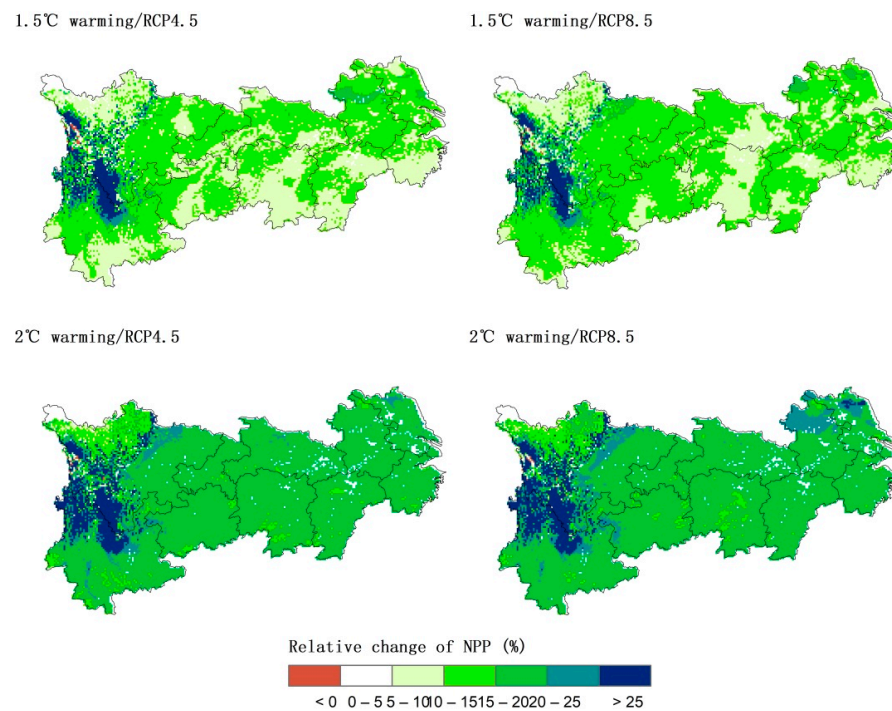 1.5℃ warming/RCP4.5
1.5℃ warming/RCP8.5
2℃ warming/RCP4.5
2℃ warming/RCP8.5
Relative change of NPP (%)
< 0 0 – 5 5 – 10 10 – 15 15 – 20 20 – 25 > 25